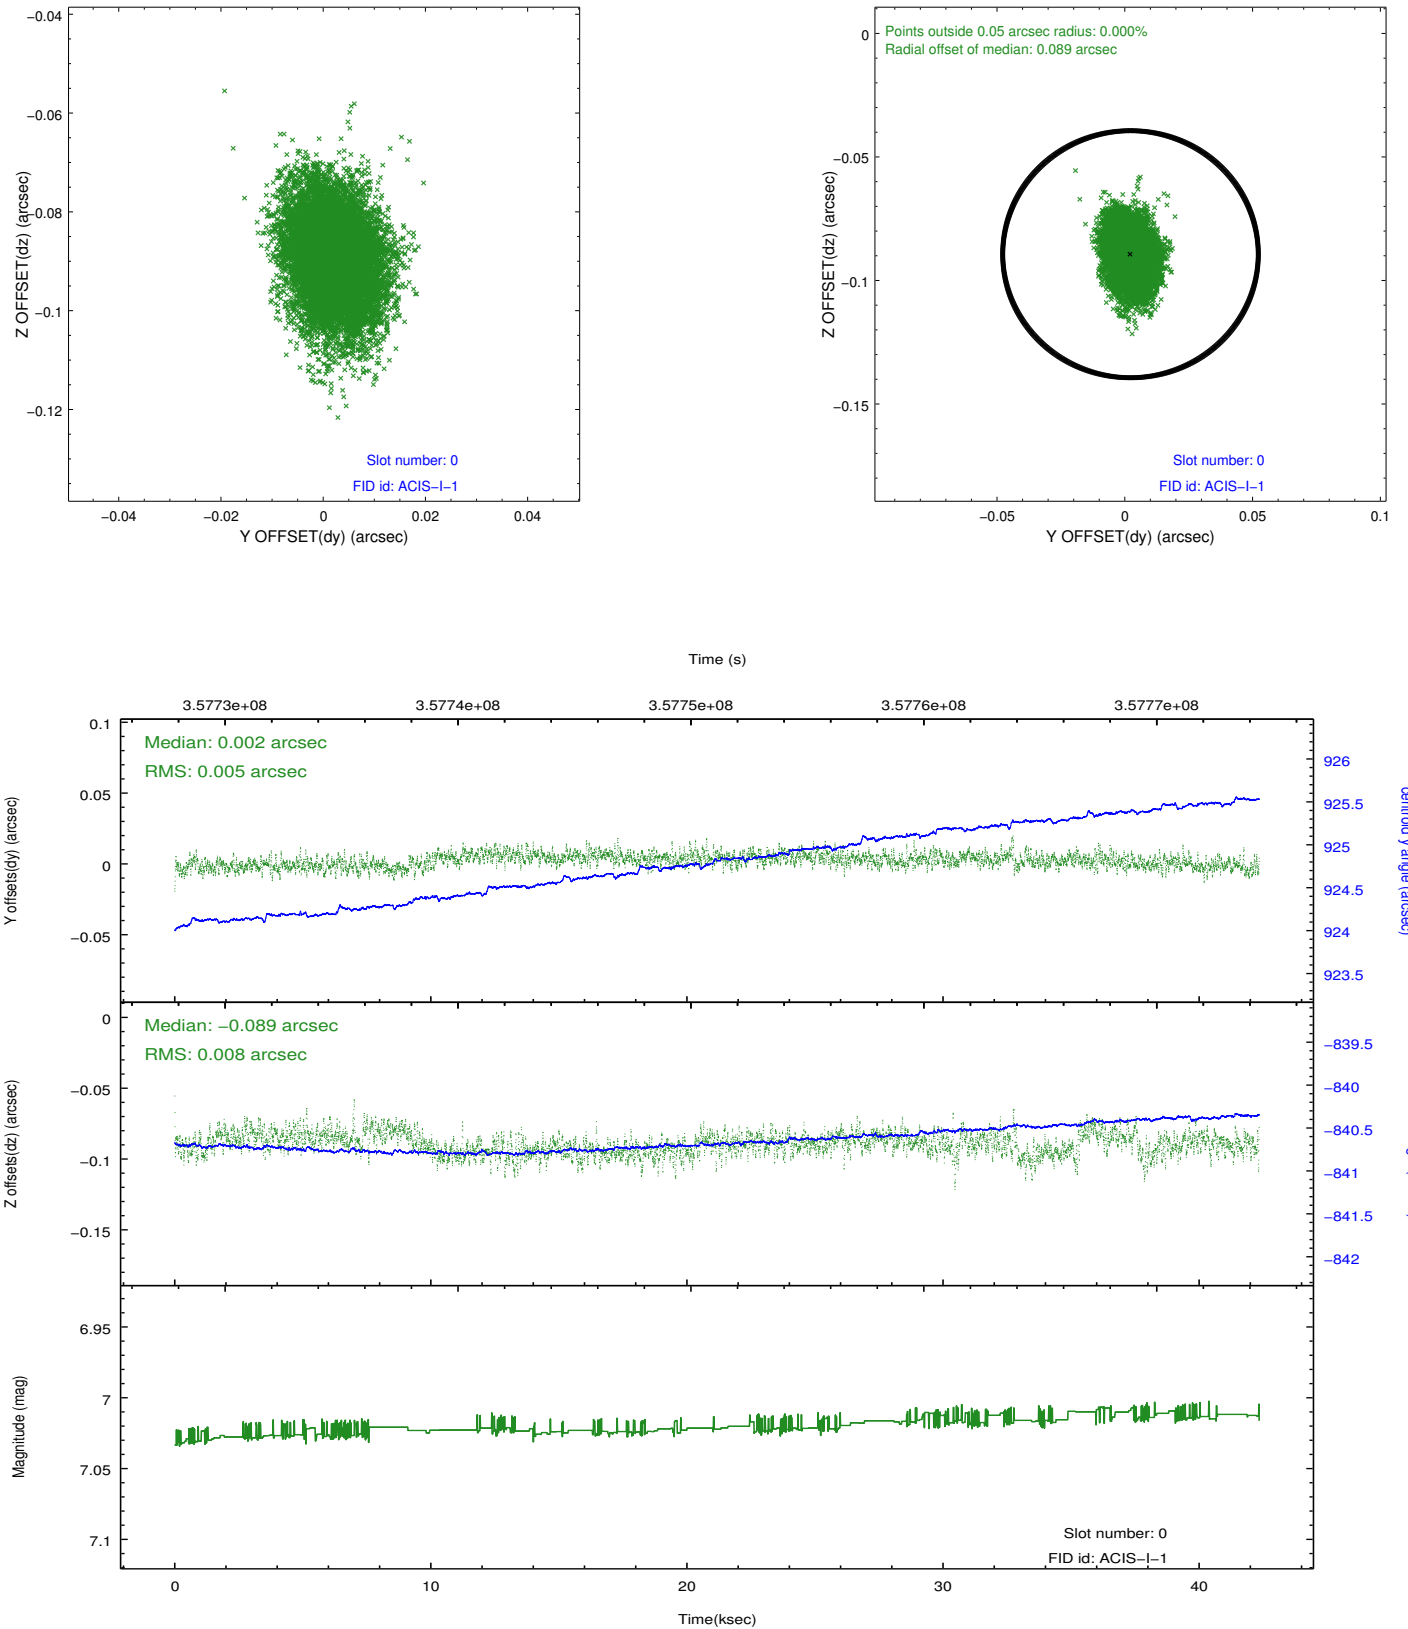 −0.04
−0.06
−0.08
−0.1
−0.12
Z OFFSET(dz) (arcsec)
Slot number: 0
FID id: ACIS−I−1
−0.04 −0.02 0 0.02 0.04
Y OFFSET(dy) (arcsec)
Points outside 0.05 arcsec radius: 0.000%
Radial offset of median: 0.089 arcsec
0
−0.05
−0.1
−0.15
Z OFFSET(dz) (arcsec)
Slot number: 0
FID id: ACIS−I−1
−0.05 0 0.05 0.1
Y OFFSET(dy) (arcsec)
Time (s)
3.5773e+08 3.5774e+08 3.5775e+08 3.5776e+08 3.5777e+08
Median: 0.002 arcsec
RMS: 0.005 arcsec
0.1
0.05
0
−0.05
Y offsets(dy) (arcsec)
926
925.5
925
924.5
924
923.5
centroid y angle (arcsec)
Median: −0.089 arcsec
RMS: 0.008 arcsec
0
−0.05
−0.1
−0.15
Z offsets(dz) (arcsec)
−839.5
−840
−840.5
−841
−841.5
−842
6.95
7
7.05
7.1
Magnitude (mag)
Slot number: 0
FID id: ACIS−I−1
0 10 20 30 40
Time(ksec)